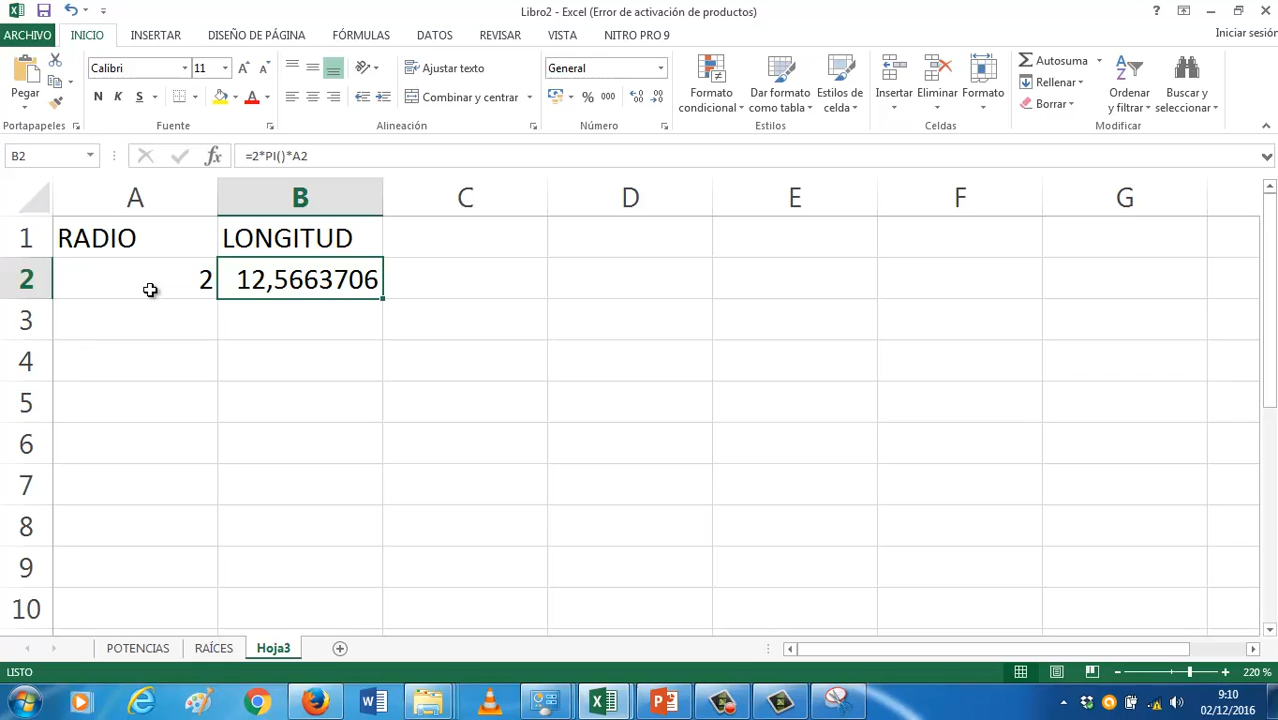 Libro2 - Excel (Error de activación de productos)
ARCHIVO INICIO INSERTAR DISEÑO DE PÁGINA FÓRMULAS DATOS REVISAR VISTA NITRO PRO 9 Iniciar sesión
Calibri 11 Ajustar texto General Autosuma
Pegar Formato condicional Dar formato como tabla Estilos de celda Insertar Eliminar Formato Rellenar Ordenar y filtrar Buscar y seleccionar
N K S Combinar y centrar % 000 Borrar
Portapapeles Fuente Alineación Número Estilos Celdas Modificar
B2 fx =2*PI()*A2
A B C D E F G
1 RADIO LONGITUD
2 2 12,5663706
3
4
5
6
7
8
9
10
POTENCIAS RAÍCES Hoja3
LISTO 220 %
9:10
02/12/2016